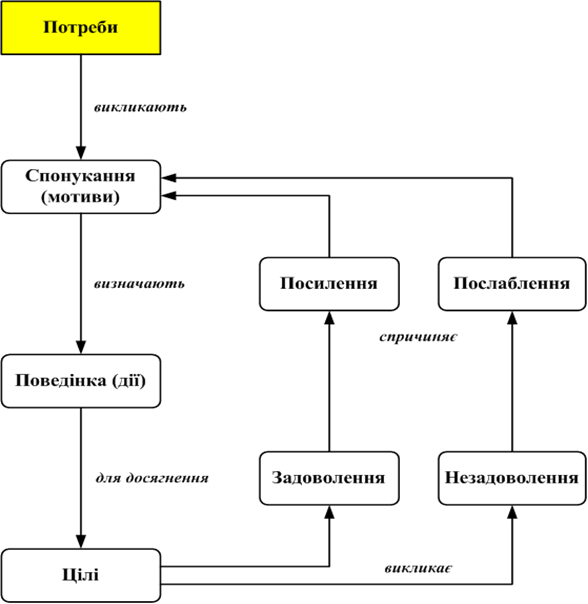 Потреби
викликають
Спонукання
(мотиви)
визначають
Посилення
Послаблення
спричиняє
Поведінка (дії)
для досягнення
Задоволення
Незадоволення
Цілі
викликає